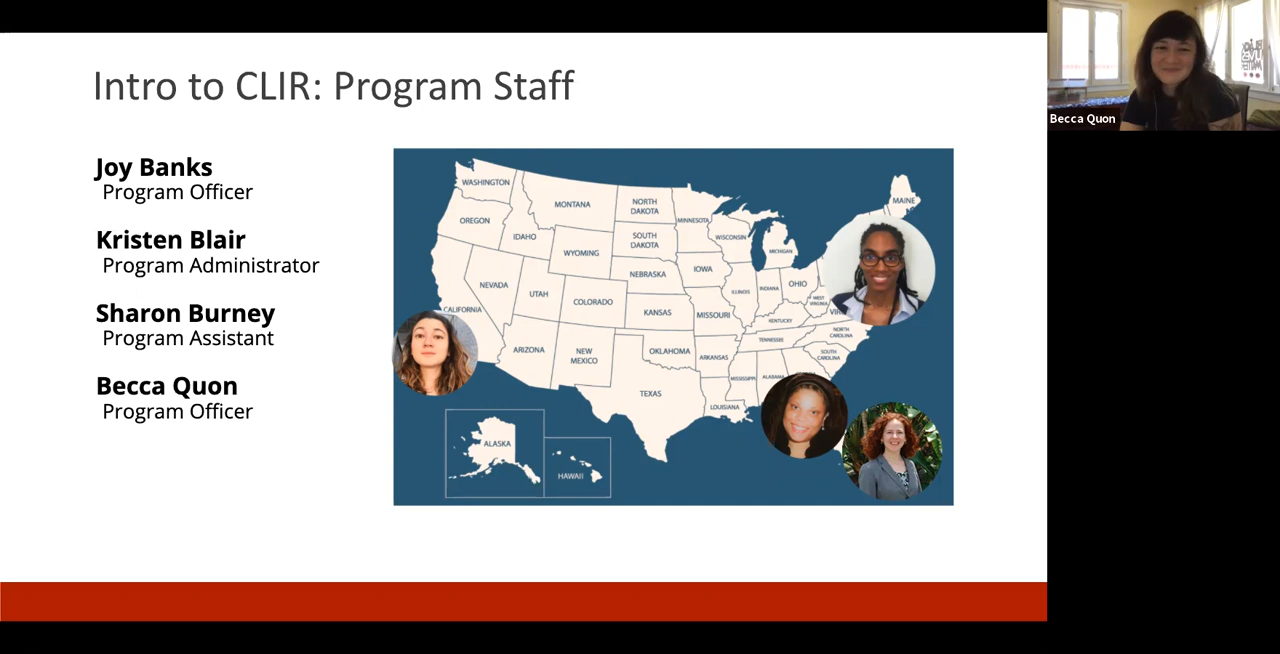 Intro to CLIR: Program Staff
Joy Banks
Program Officer
Kristen Blair
Program Administrator
Sharon Burney
Program Assistant
Becca Quon
Program Officer
WASHINGTON
OREGON
CALIFORNIA
NEVADA
IDAHO
MONTANA
WYOMING
UTAH
COLORADO
ARIZONA
NEW
MEXICO
NORTH
DAKOTA
SOUTH
DAKOTA
NEBRASKA
KANSAS
OKLAHOMA
TEXAS
MINNESOTA
IOWA
MISSOURI
ARKANSAS
LOUISIANA
WISCONSIN
ILLINOIS
MICHIGAN
INDIANA
OHIO
KENTUCKY
TENNESSEE
MISSISSIPPI
ALABAMA
WEST
VIRGINIA
VIR
NORTH
CAROLINA
SOUTH
CAROLINA
MAINE
ALASKA
HAWAII
Becca Quon